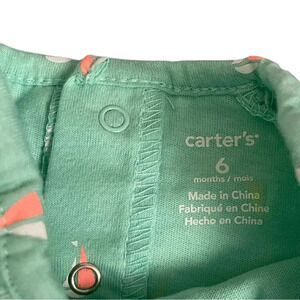 carter's
6
months / mois
Made in China
Fabriqué en Chine
Hecho en China